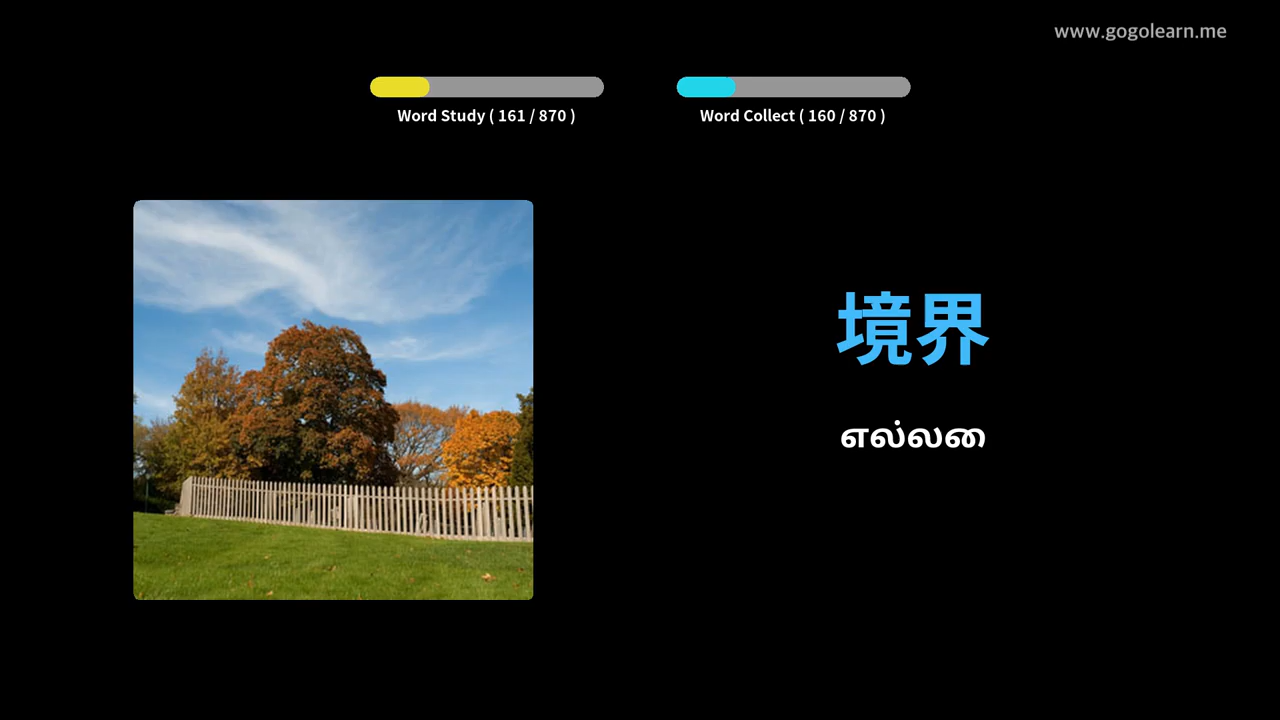 www.gogolearn.me
Word Study ( 161 / 870 )
Word Collect ( 160 / 870 )
境界
எல்லை